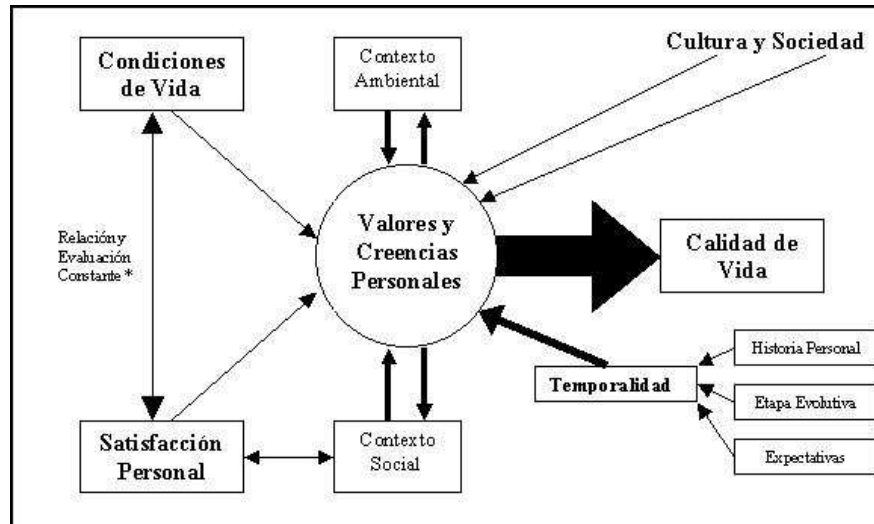 Condiciones
de Vida
Contexto
Ambiental
Cultura y Sociedad
Relación y
Evaluación
Constante *
Valores y
Creencias
Personales
Calidad de
Vida
Historia Personal
Temporalidad
Etapa Evolutiva
Satisfacción
Personal
Contexto
Social
Expectativas